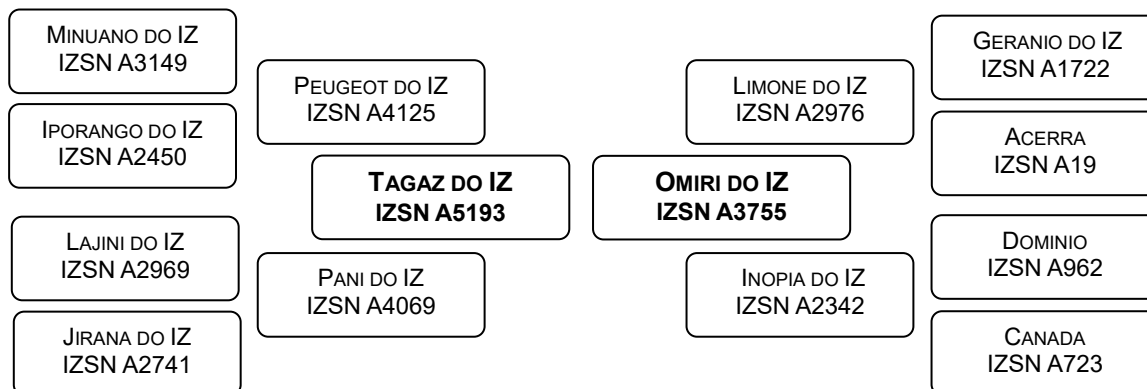 MINUANO DO IZ
IZSN A3149
IPORANGO DO IZ
IZSN A2450
LAJINI DO IZ
IZSN A2969
JIRANA DO IZ
IZSN A2741
PEUGEOT DO IZ
IZSN A4125
PANI DO IZ
IZSN A4069
TAGAZ DO IZ
IZSN A5193
OMIRI DO IZ
IZSN A3755
LIMONE DO IZ
IZSN A2976
INOPIA DO IZ
IZSN A2342
GERANIO DO IZ
IZSN A1722
ACERRA
IZSN A19
DOMINIO
IZSN A962
CANADA
IZSN A723